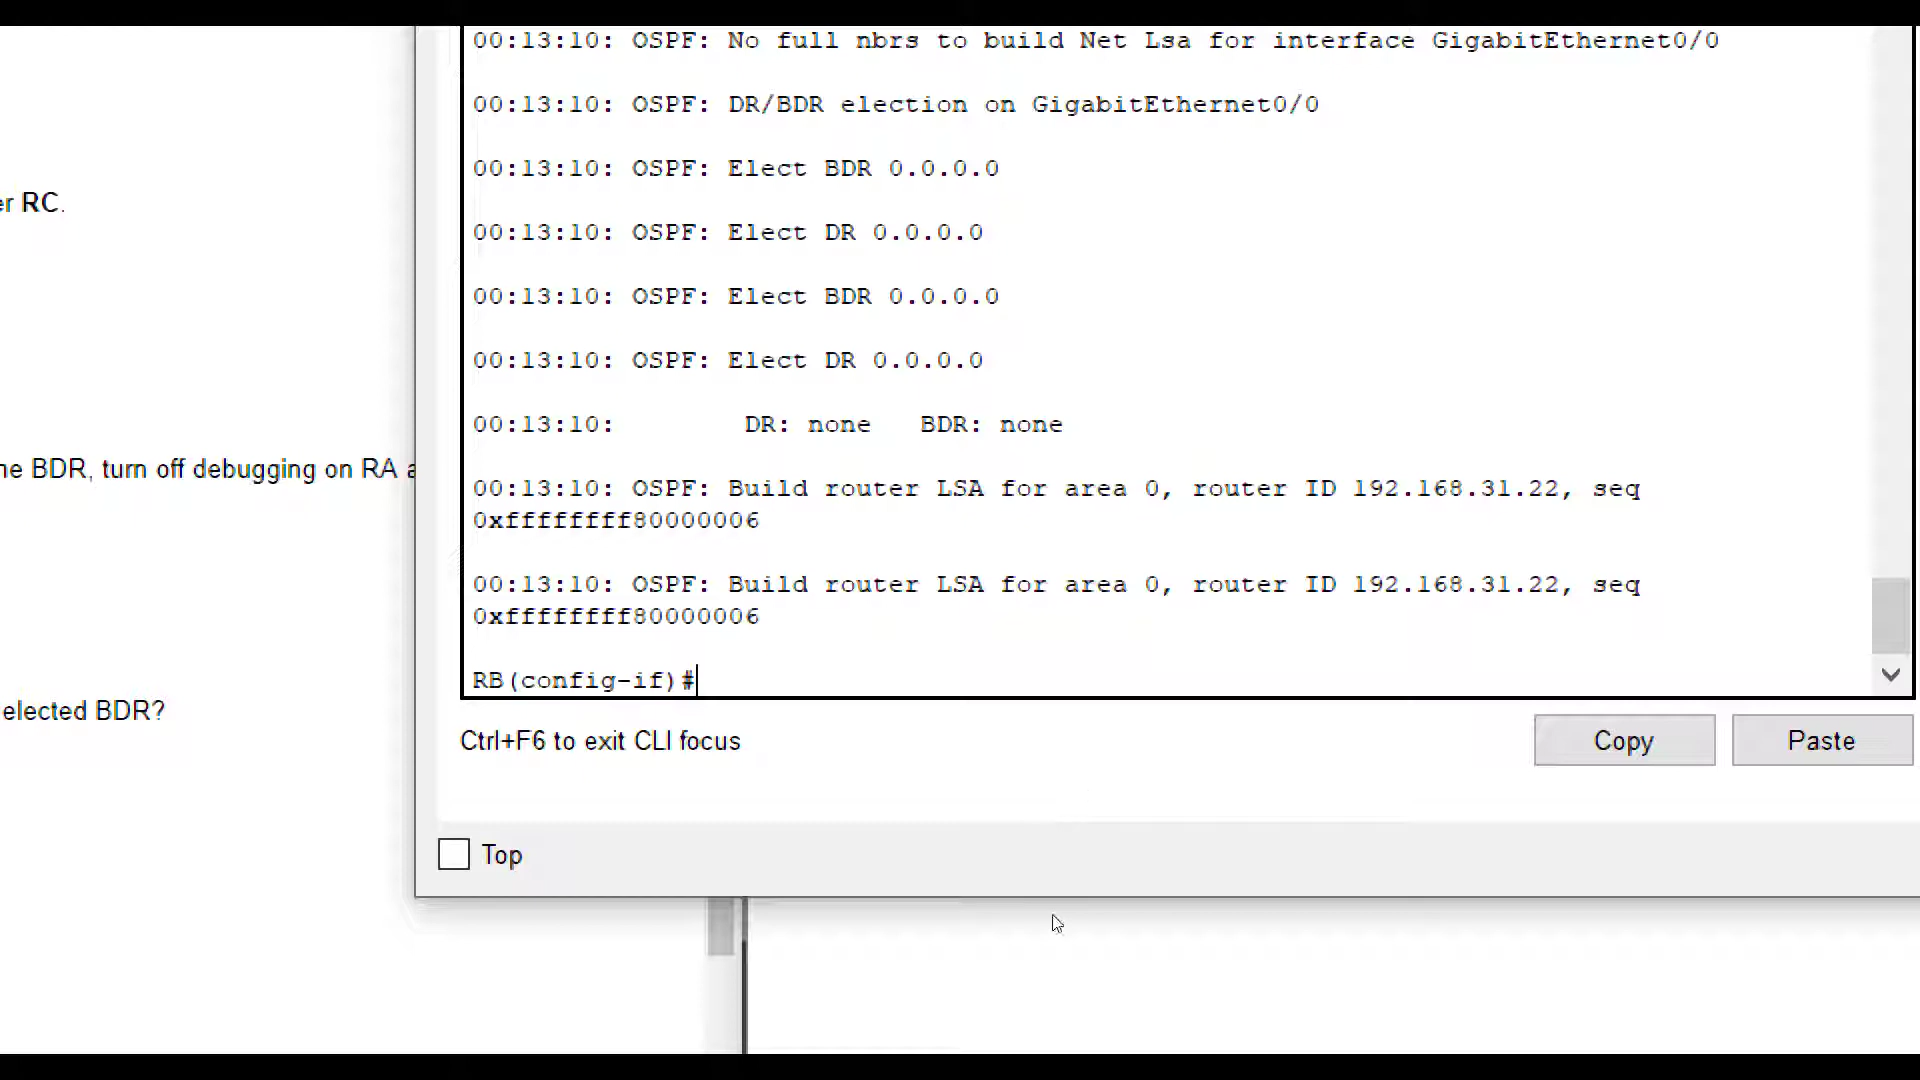 00:13:10: OSPF: No full nbrs to build Net Lsa for interface GigabitEthernet0/0
00:13:10: OSPF: DR/BDR election on GigabitEthernet0/0
00:13:10: OSPF: Elect BDR 0.0.0.0
er RC.
00:13:10: OSPF: Elect DR 0.0.0.0
00:13:10: OSPF: Elect BDR 0.0.0.0
00:13:10: OSPF: Elect DR 0.0.0.0
00:13:10: DR: none BDR: none
he BDR, turn off debugging on RA a
00:13:10: OSPF: Build router LSA for area 0, router ID 192.168.31.22, seq
0xffffffff80000006
00:13:10: OSPF: Build router LSA for area 0, router ID 192.168.31.22, seq
0xffffffff80000006
RB(config-if)#
elected BDR?
Ctrl+F6 to exit CLI focus
Copy
Paste
Top